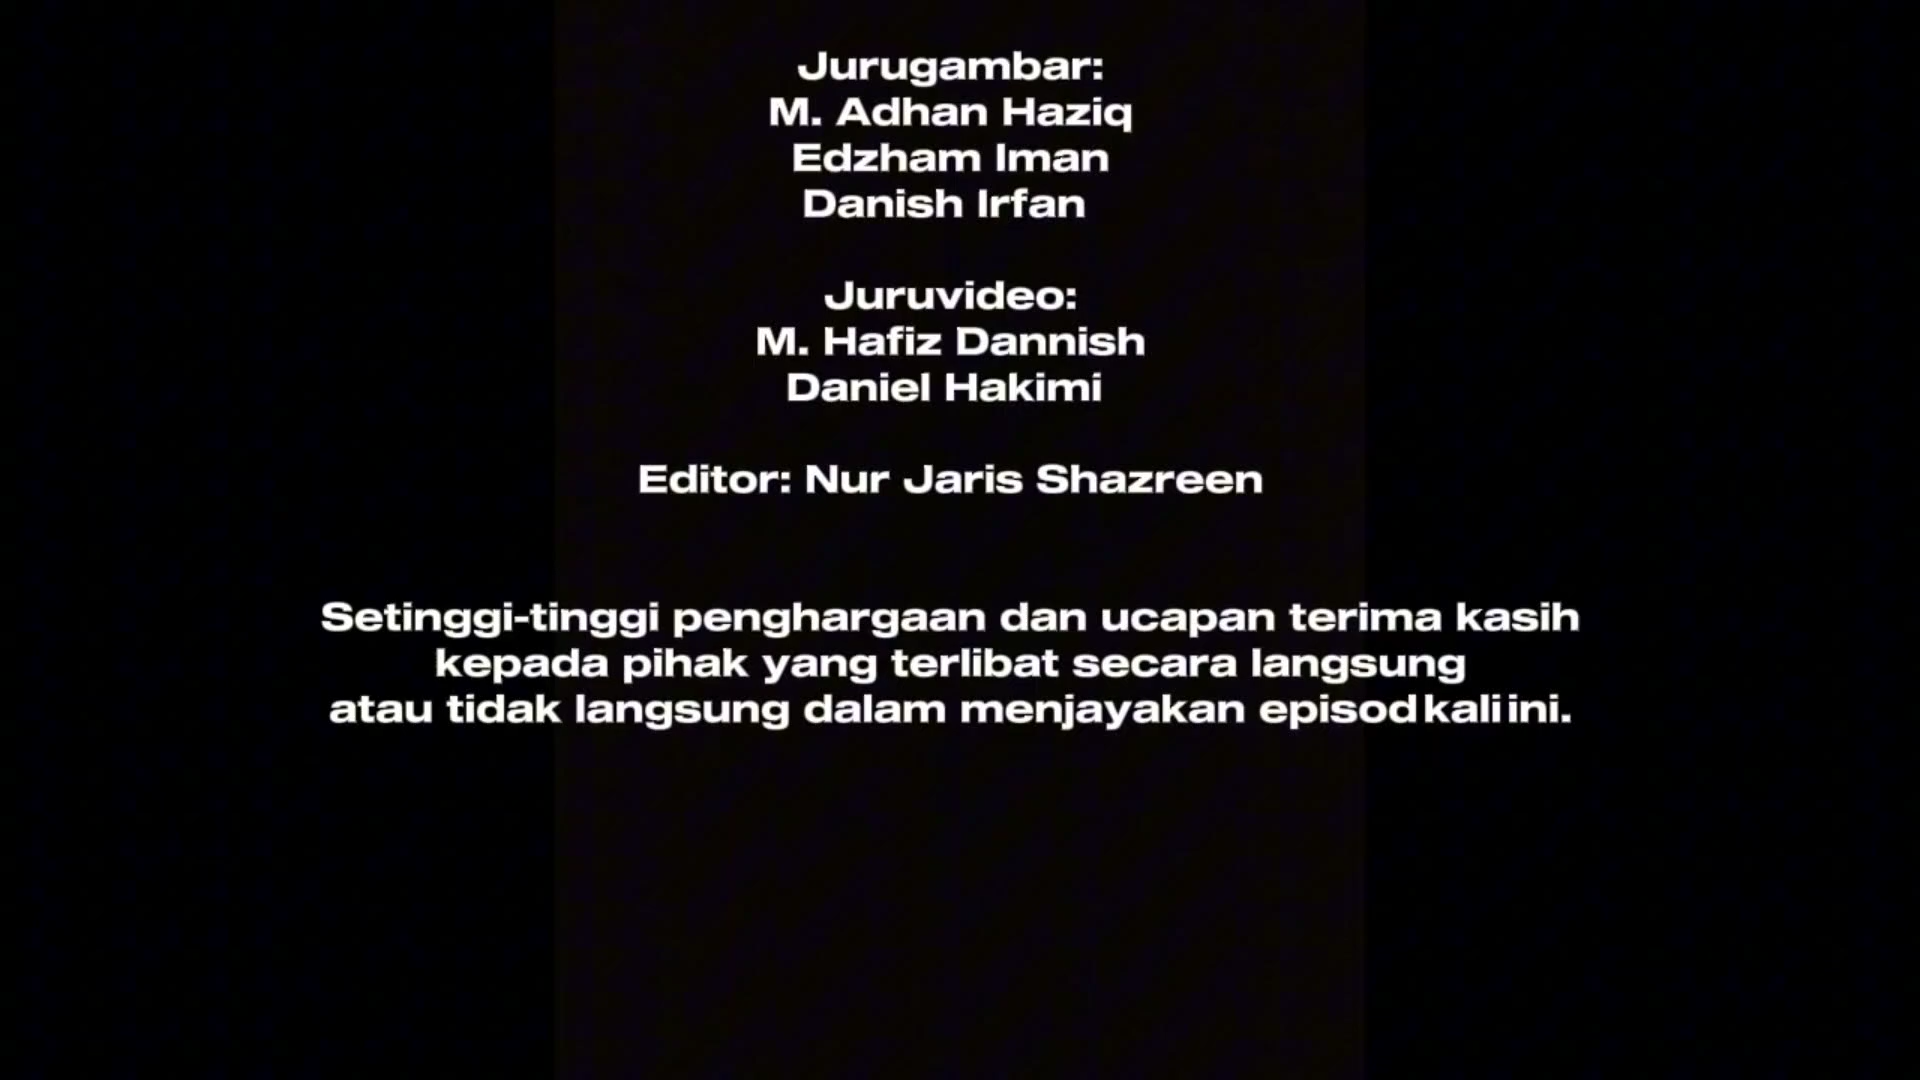 Jurugambar:
M. Adhan Haziq
Edzham Iman
Danish Irfan
Juruvideo:
M. Hafiz Dannish
Daniel Hakimi
Editor: Nur Jaris Shazreen
Setinggi-tinggi penghargaan dan ucapan terima kasih
kepada pihak yang terlibat secara langsung
atau tidak langsung dalam menjayakan episod kali ini.